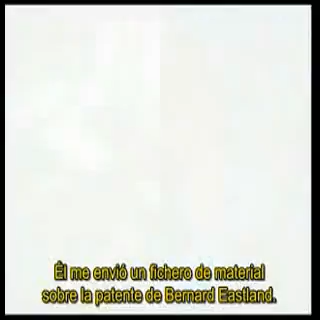 Él me envió un fichero de material
sobre la patente de Bernard Eastland.